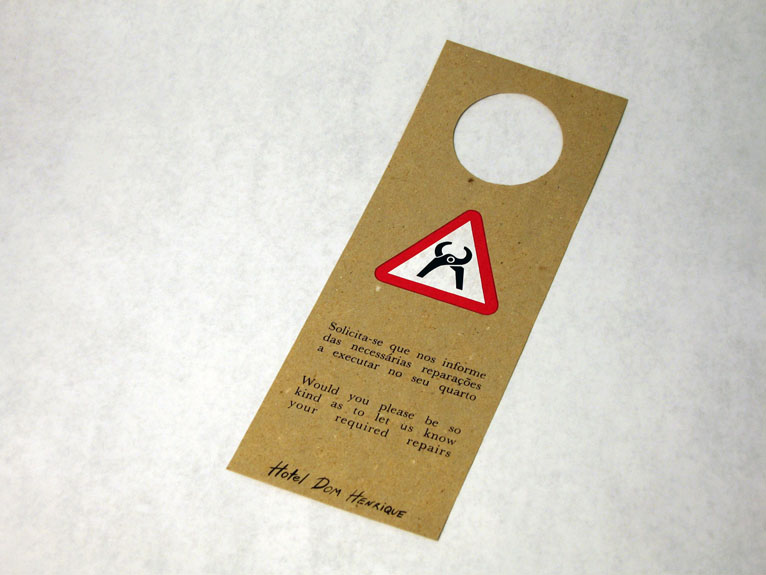 Solicita-se que nos informe
das necessárias reparações
a executar no seu quarto
Would you please be so
kind as to let us know
your required repairs
Hotel Dom Henrique